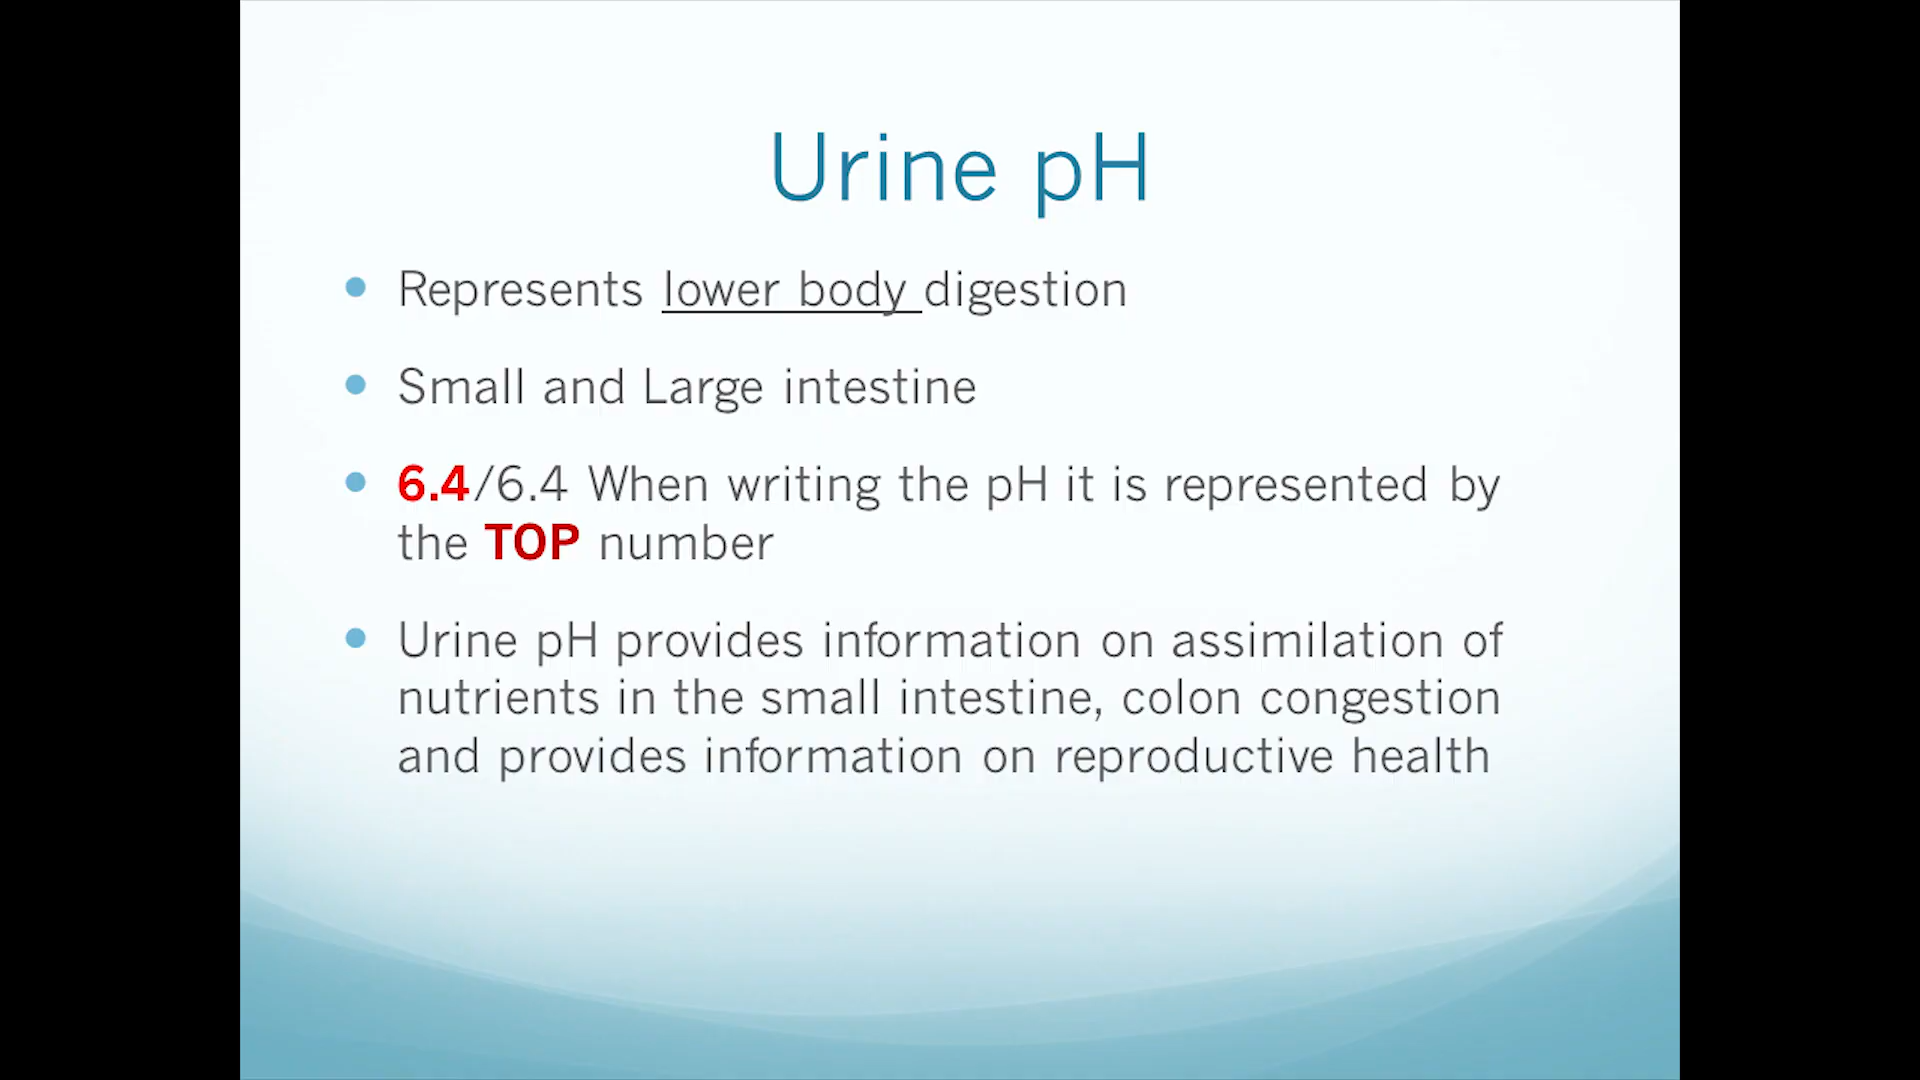 Urine pH
Represents lower body digestion
Small and Large intestine
6.4/6.4 When writing the pH it is represented by
the TOP number
Urine pH provides information on assimilation of
nutrients in the small intestine, colon congestion
and provides information on reproductive health